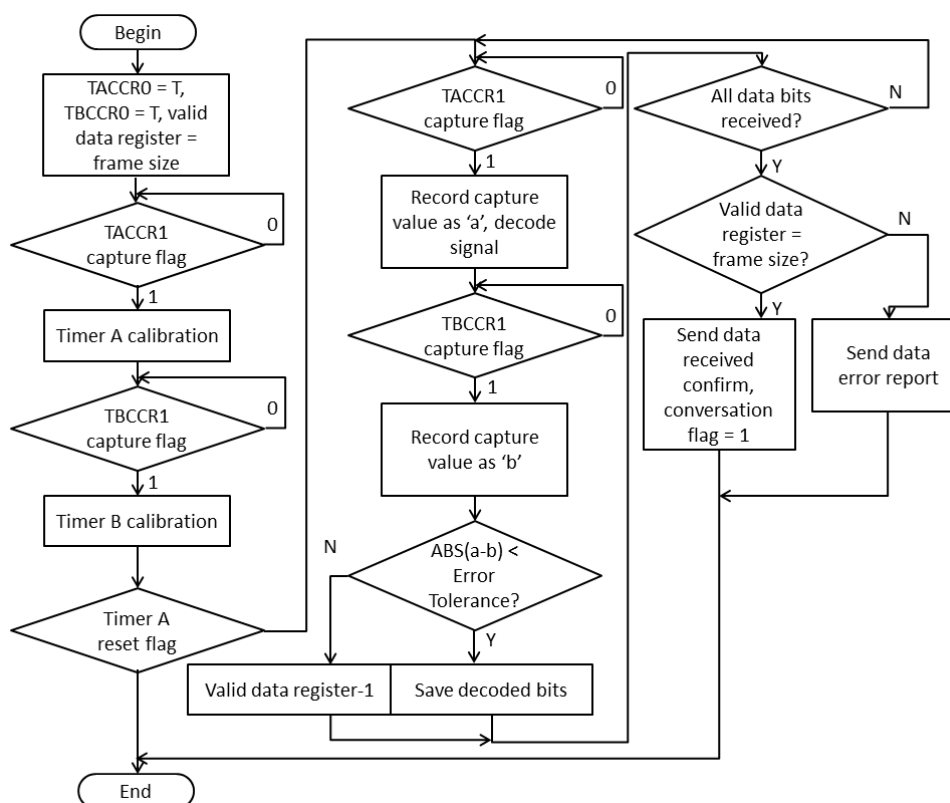 Begin
TACCR0 = T,
TBCCR0 = T, valid
data register =
frame size
TACCR1
capture flag
0
1
Timer A calibration
TBCCR1
capture flag
0
1
Timer B calibration
Timer A
reset flag
End
TACCR1
capture flag
0
1
Record capture
value as ‘a’, decode
signal
TBCCR1
capture flag
0
1
Record capture
value as ‘b’
ABS(a-b) <
Error
Tolerance?
N
Y
Valid data register-1
Save decoded bits
All data bits
received?
N
Y
Valid data
register =
frame size?
N
Y
Send data
received
confirm,
conversation
flag = 1
Send data
error report